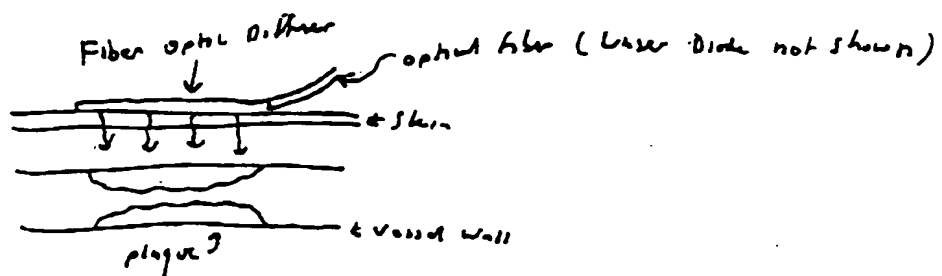 Fiber optic Diffuser
optical fiber (Laser Diode not shown)
skin
vessel wall
plaque